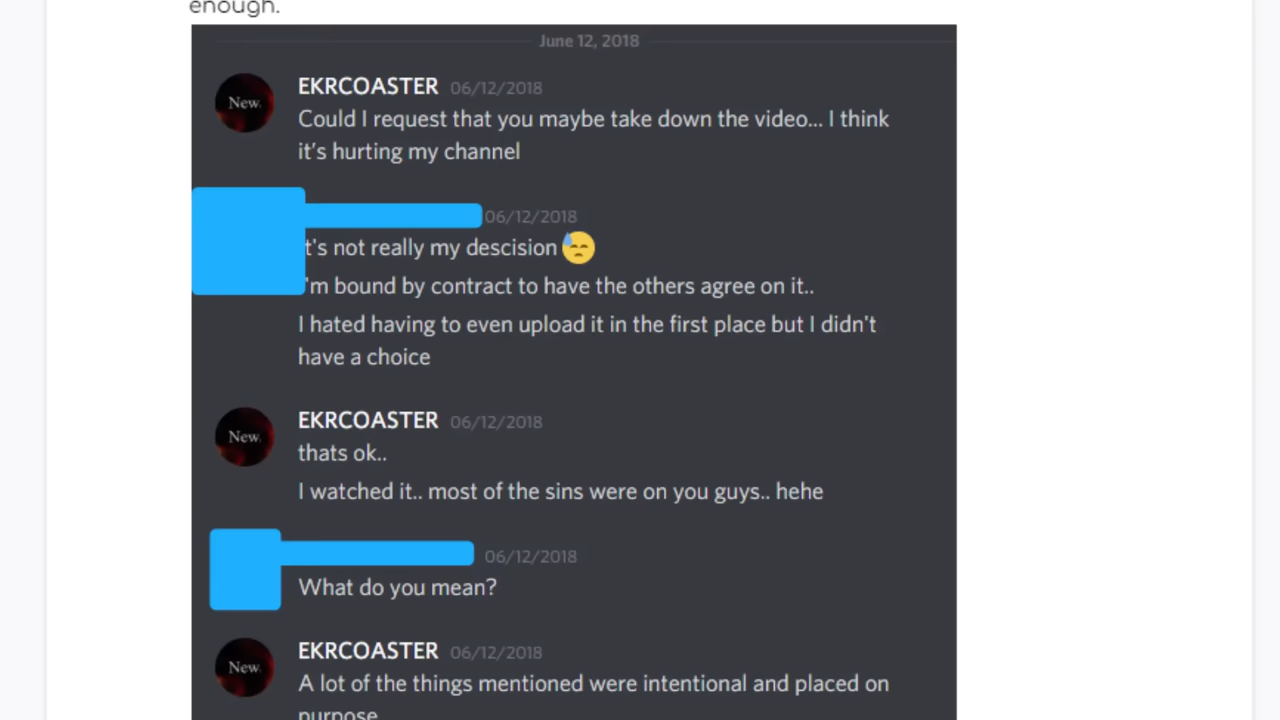 enough.
June 12, 2018
New.
EKRCOASTER 06/12/2018
Could I request that you maybe take down the video... I think
it's hurting my channel
06/12/2018
t's not really my descision
'm bound by contract to have the others agree on it..
I hated having to even upload it in the first place but I didn't
have a choice
New.
EKRCOASTER 06/12/2018
thats ok..
I watched it.. most of the sins were on you guys.. hehe
06/12/2018
What do you mean?
New.
EKRCOASTER 06/12/2018
A lot of the things mentioned were intentional and placed on
purpose